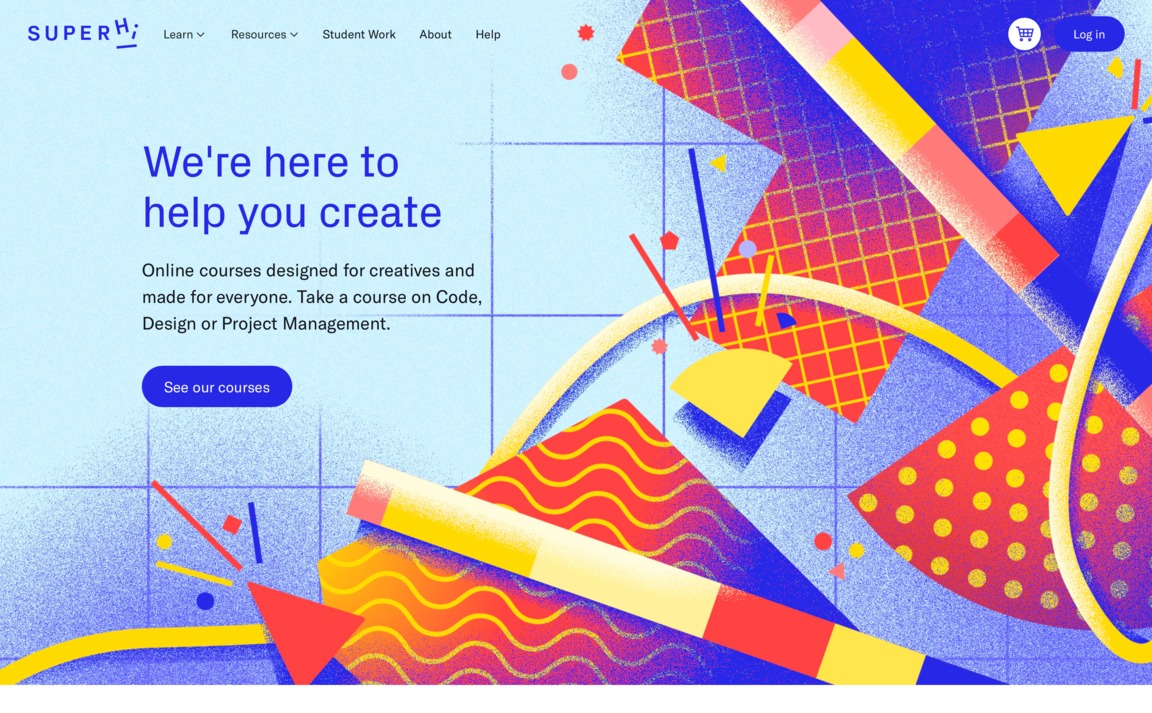 SUPERHi
Learn
Resources
Student Work
About
Help
Log in
We're here to
help you create
Online courses designed for creatives and
made for everyone. Take a course on Code,
Design or Project Management.
See our courses